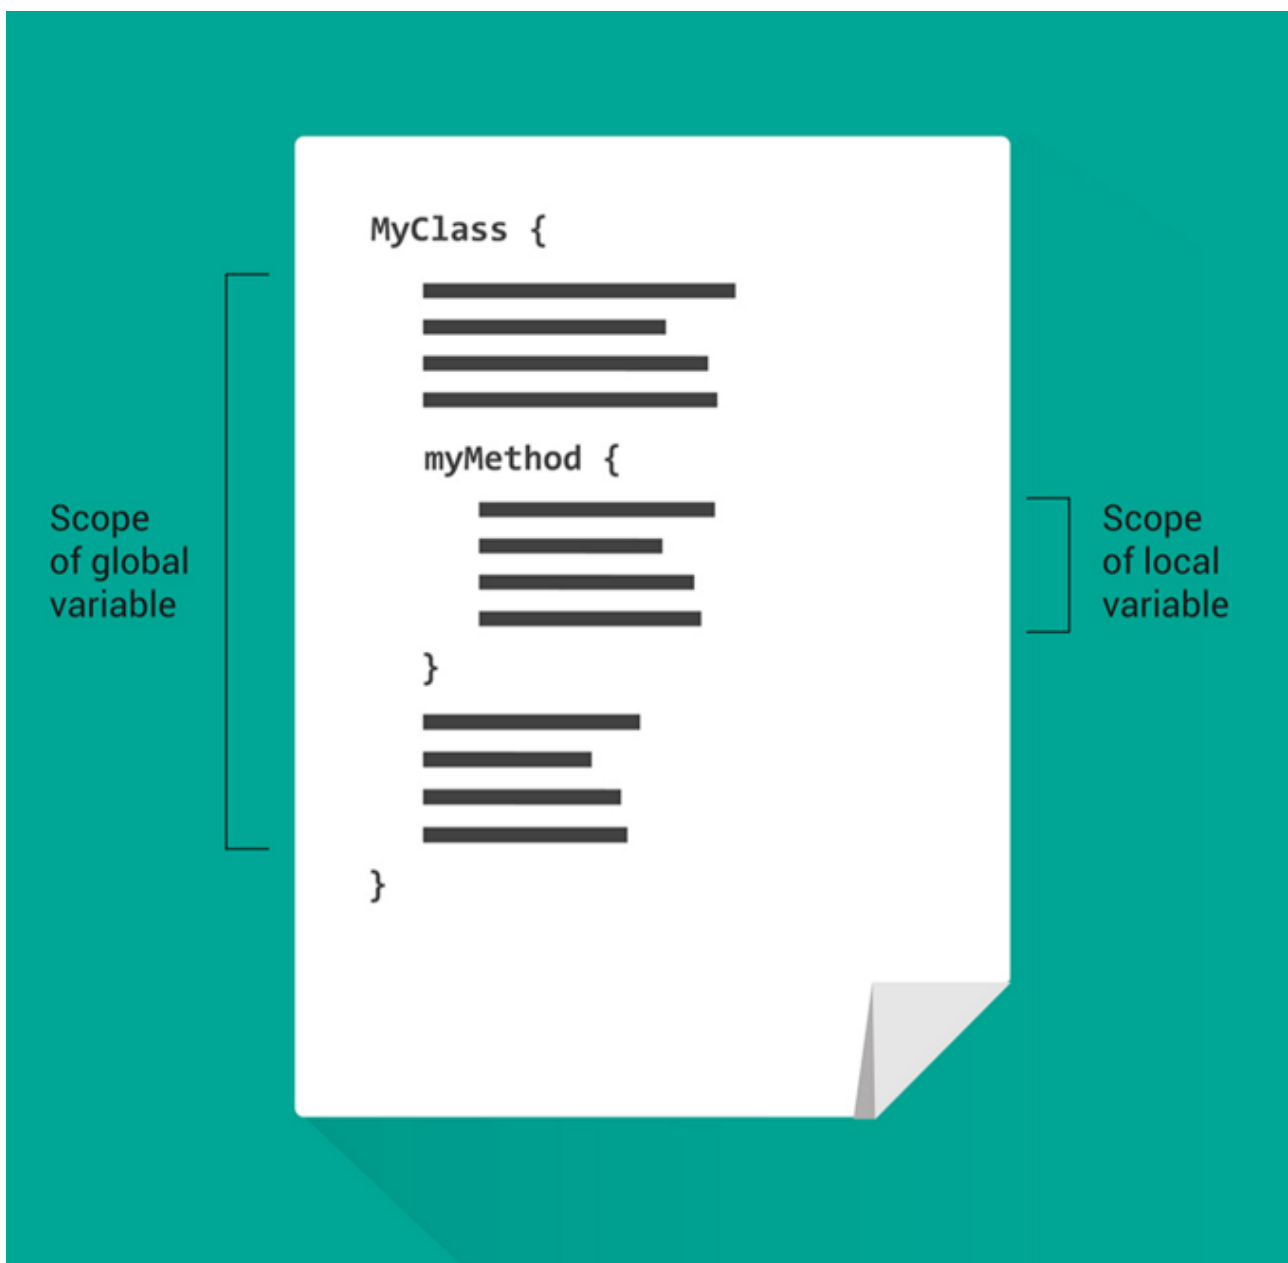 MyClass {
myMethod {
Scope
of global
variable
Scope
of local
variable
}
}